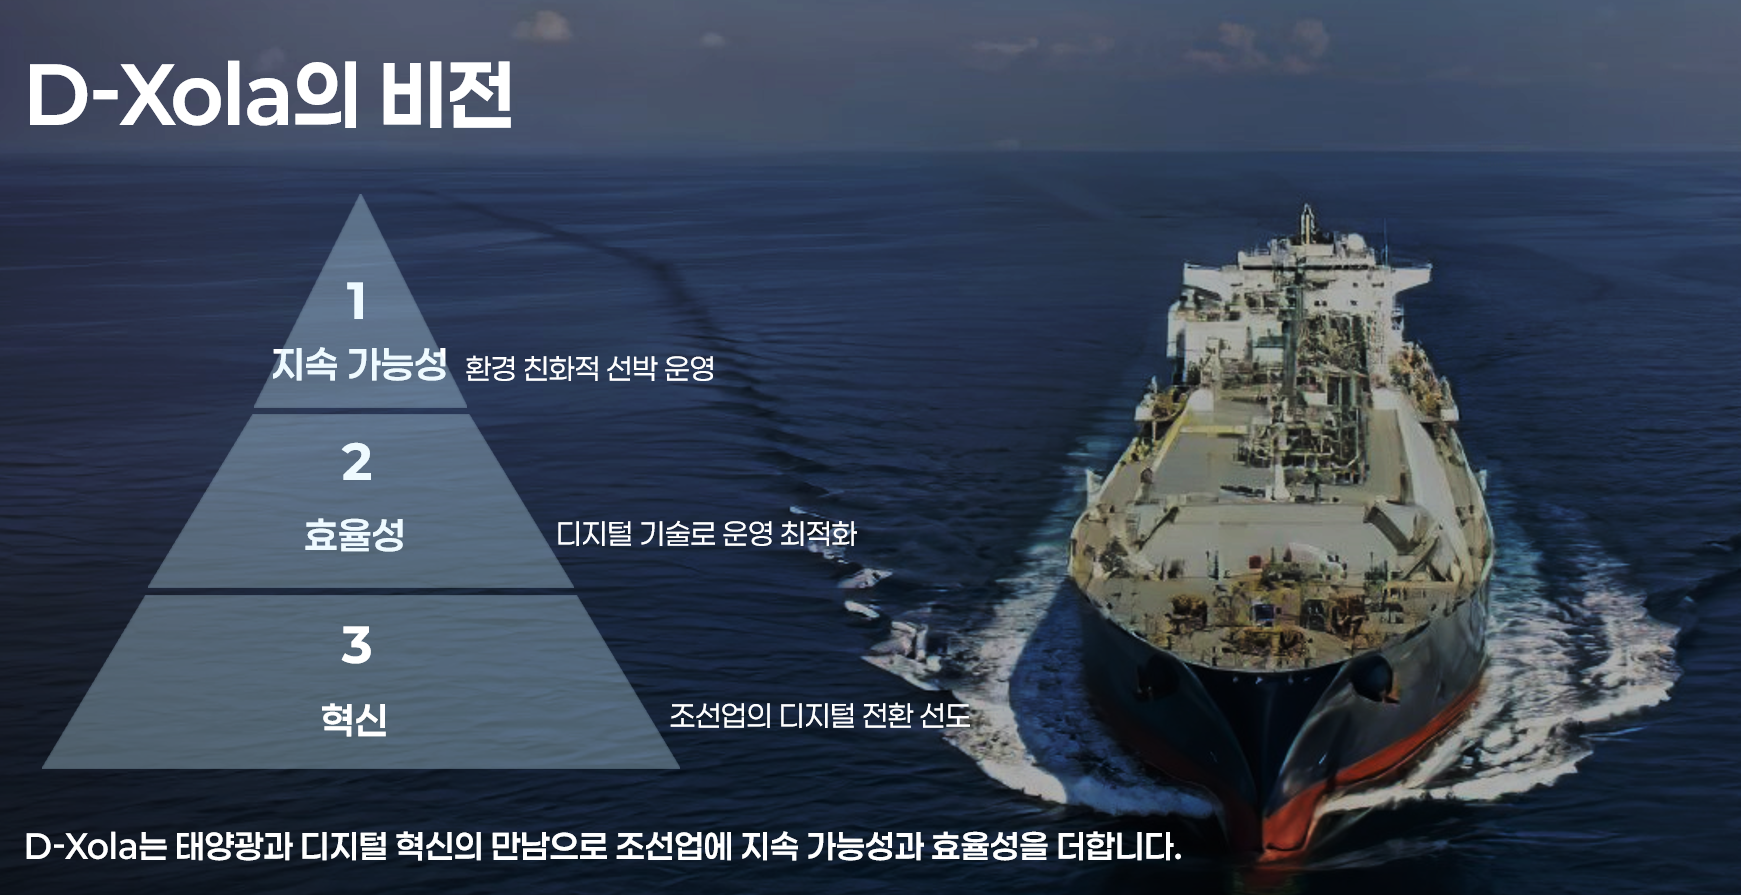 D-Xola의 비전
1
지속 가능성 환경 친화적 선박 운영
2
효율성 디지털 기술로 운영 최적화
3
혁신 조선업의 디지털 전환 선도
D-Xola는 태양광과 디지털 혁신의 만남으로 조선업에 지속 가능성과 효율성을 더합니다.